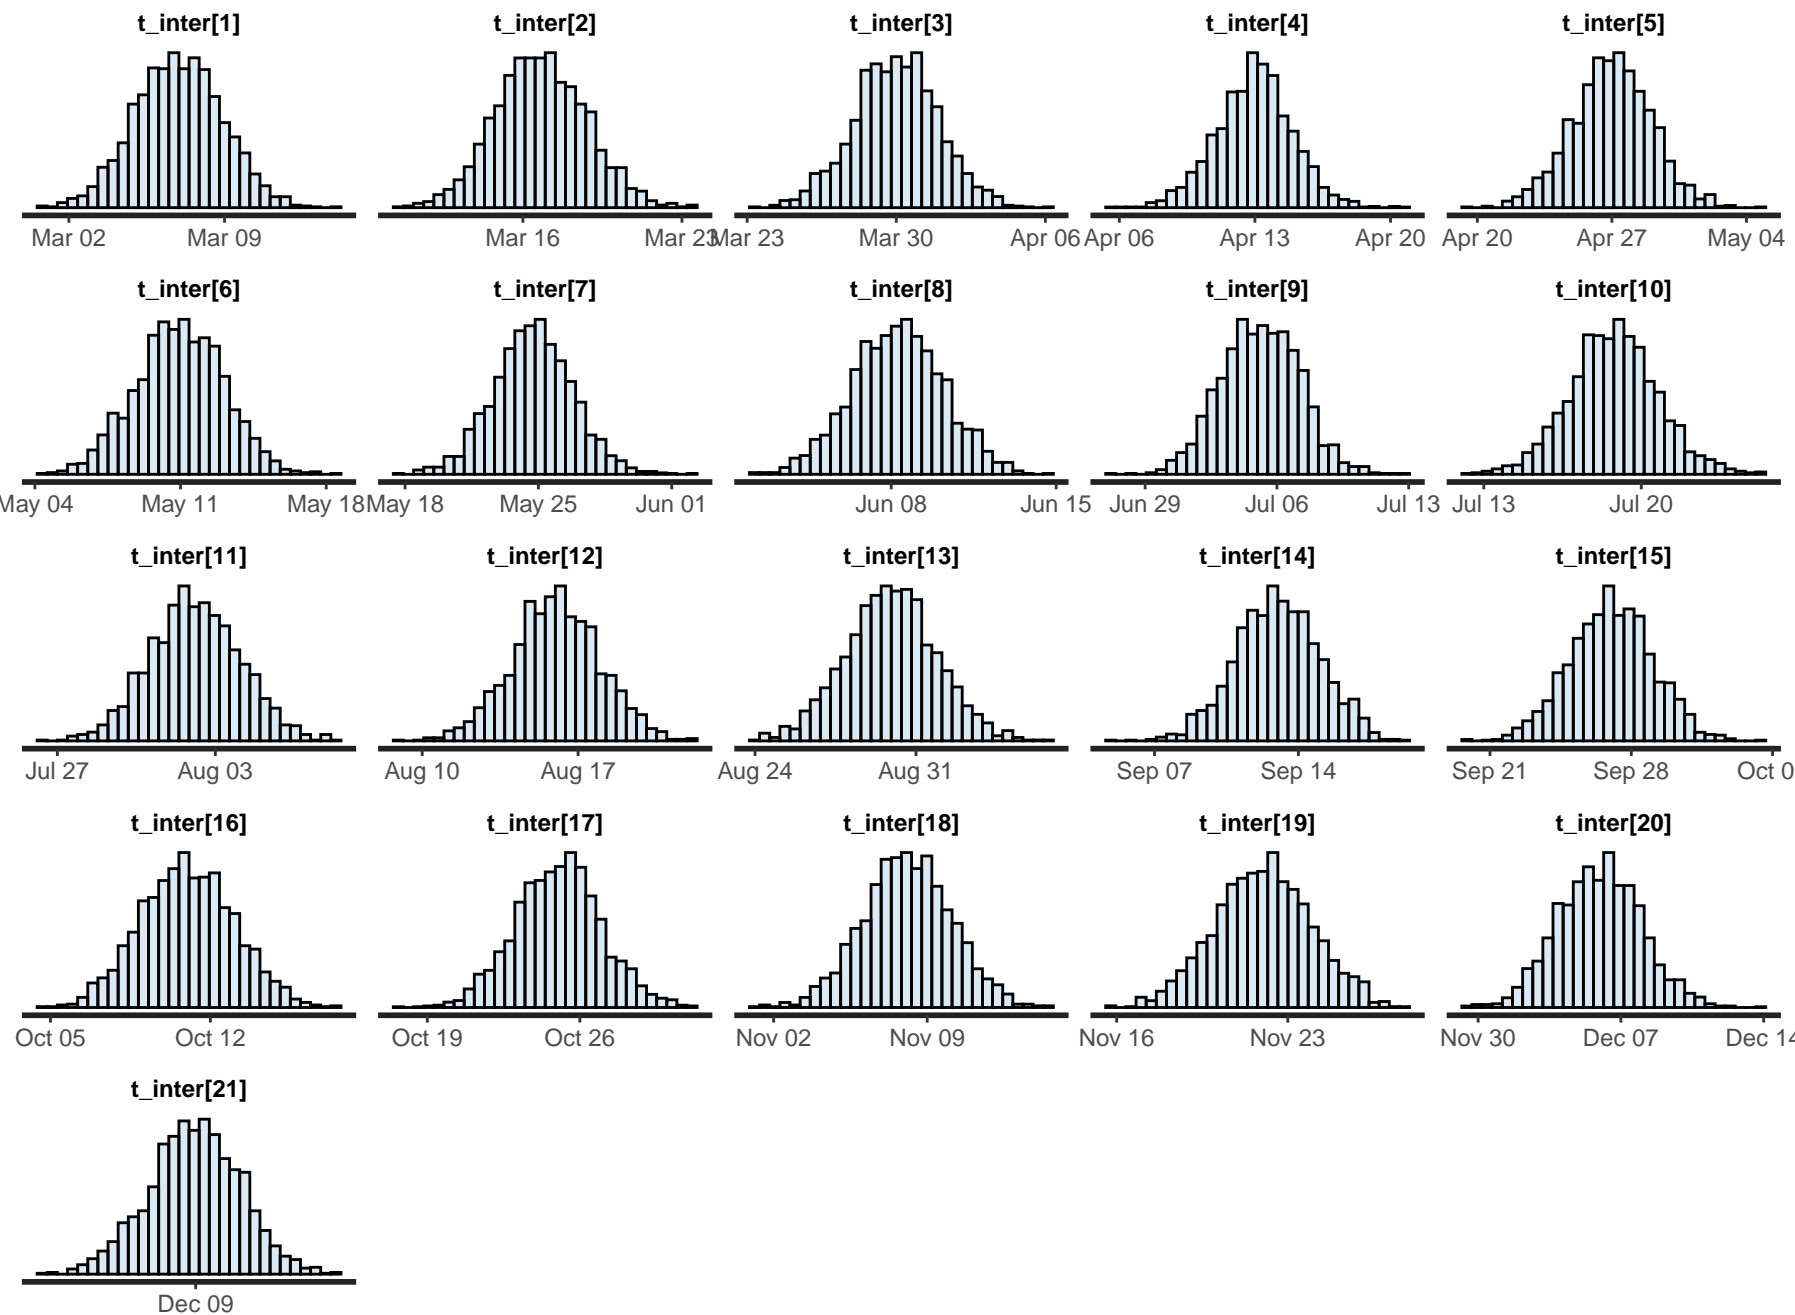 t_inter[1] t_inter[2] t_inter[3] t_inter[4] t_inter[5]
Mar 02 Mar 09 Mar 16 Mar 23 Mar 23 Mar 30 Apr 06 Apr 06 Apr 13 Apr 20 Apr 20 Apr 27 May 04
t_inter[6] t_inter[7] t_inter[8] t_inter[9] t_inter[10]
May 04 May 11 May 18 May 18 May 25 Jun 01 Jun 08 Jun 15 Jun 29 Jul 06 Jul 13 Jul 13 Jul 20
t_inter[11] t_inter[12] t_inter[13] t_inter[14] t_inter[15]
Jul 27 Aug 03 Aug 10 Aug 17 Aug 24 Aug 31 Sep 07 Sep 14 Sep 21 Sep 28 Oct 0
t_inter[16] t_inter[17] t_inter[18] t_inter[19] t_inter[20]
Oct 05 Oct 12 Oct 19 Oct 26 Nov 02 Nov 09 Nov 16 Nov 23 Nov 30 Dec 07 Dec 14
t_inter[21]
Dec 09